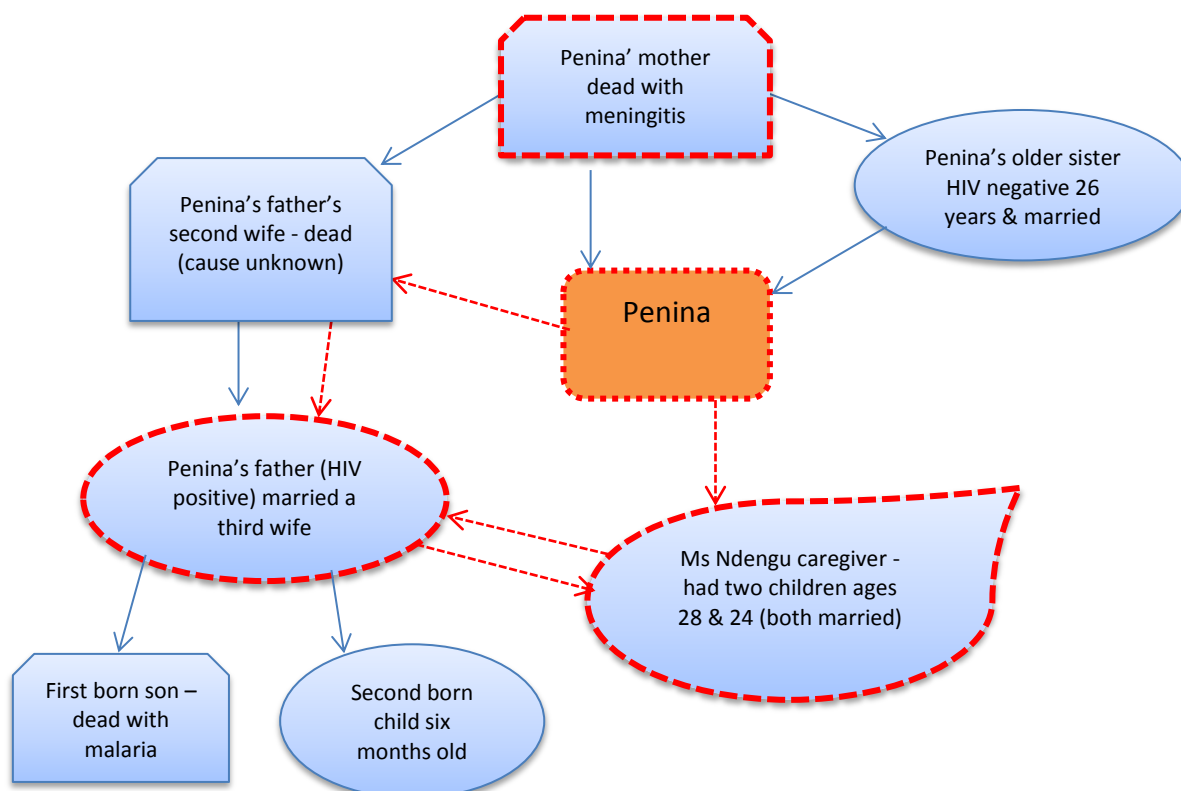 Penina’ mother
dead with
meningitis
Penina’s older sister
HIV negative 26
years & married
Penina’s father’s
second wife - dead
(cause unknown)
Penina
Penina’s father (HIV
positive) married a
third wife
Ms Ndengu caregiver -
had two children ages
28 & 24 (both married)
First born son –
dead with
malaria
Second born
child six
months old